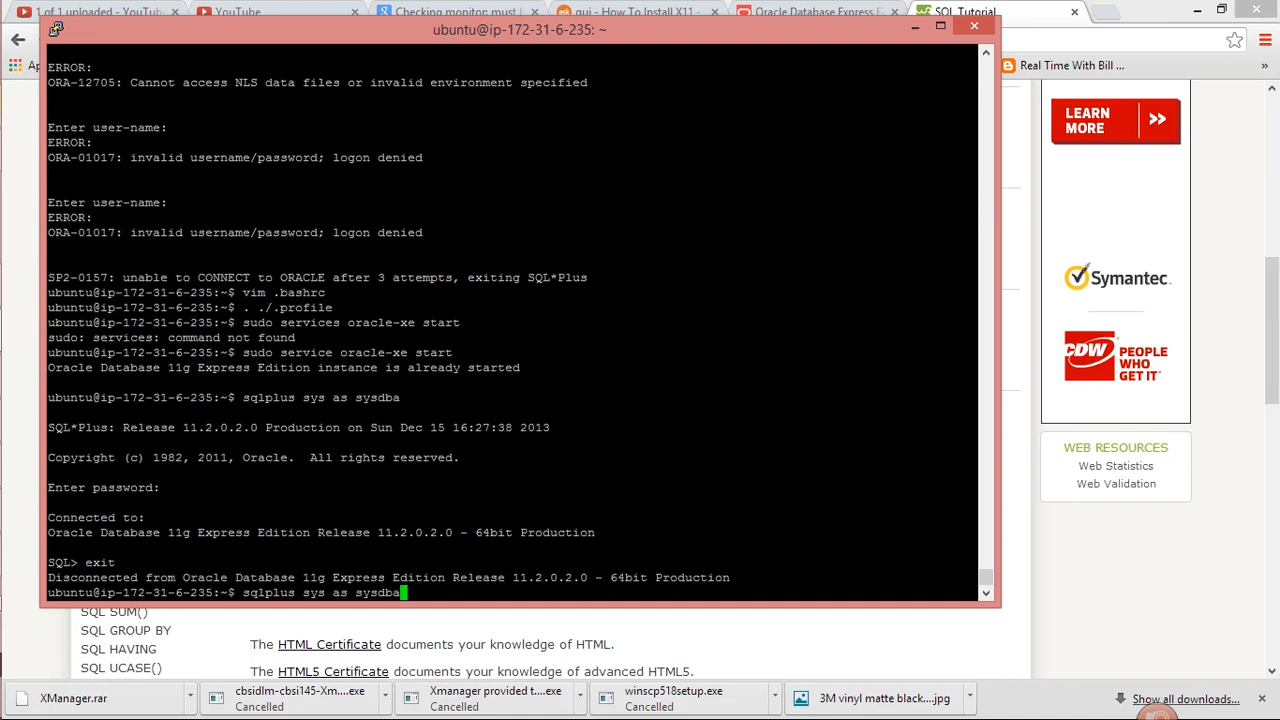 1 of 1 uploaded - YouTu
YouTube
Checking monitor: must
gui - How To Install X11 -
Oracle Database Express E
SQL Tutorial
ubuntu@ip-172-31-6-235: ~
Real Time With Bill ...
»
ERROR:
ORA-12705: Cannot access NLS data files or invalid environment specified
Enter user-name:
ERROR:
ORA-01017: invalid username/password; logon denied
Enter user-name:
ERROR:
ORA-01017: invalid username/password; logon denied
SP2-0157: unable to CONNECT to ORACLE after 3 attempts, exiting SQL*Plus
ubuntu@ip-172-31-6-235:~$ vim .bashrc
ubuntu@ip-172-31-6-235:~$ . ./.profile
ubuntu@ip-172-31-6-235:~$ sudo services oracle-xe start
sudo: services: command not found
ubuntu@ip-172-31-6-235:~$ sudo service oracle-xe start
Oracle Database 11g Express Edition instance is already started
ubuntu@ip-172-31-6-235:~$ sqlplus sys as sysdba
SQL*Plus: Release 11.2.0.2.0 Production on Sun Dec 15 16:27:38 2013
Copyright (c) 1982, 2011, Oracle.  All rights reserved.
Enter password:
Connected to:
Oracle Database 11g Express Edition Release 11.2.0.2.0 - 64bit Production
SQL> exit
Disconnected from Oracle Database 11g Express Edition Release 11.2.0.2.0 - 64bit Production
ubuntu@ip-172-31-6-235:~$ sqlplus sys as sysdba
LEARN
MORE
>>
Symantec.
CDW
PEOPLE
WHO
GET IT
WEB RESOURCES
Web Statistics
Web Validation
SQL SUM()
SQL GROUP BY
SQL HAVING
SQL UCASE()
The HTML Certificate documents your knowledge of HTML.
The HTML5 Certificate documents your knowledge of advanced HTML5.
XManager.rar
cbsidlm-cbsi145-Xm....exe
Cancelled
Xmanager provided t....exe
Cancelled
winscp518setup.exe
Cancelled
3M vinyl matte black....jpg
Show all downloads...